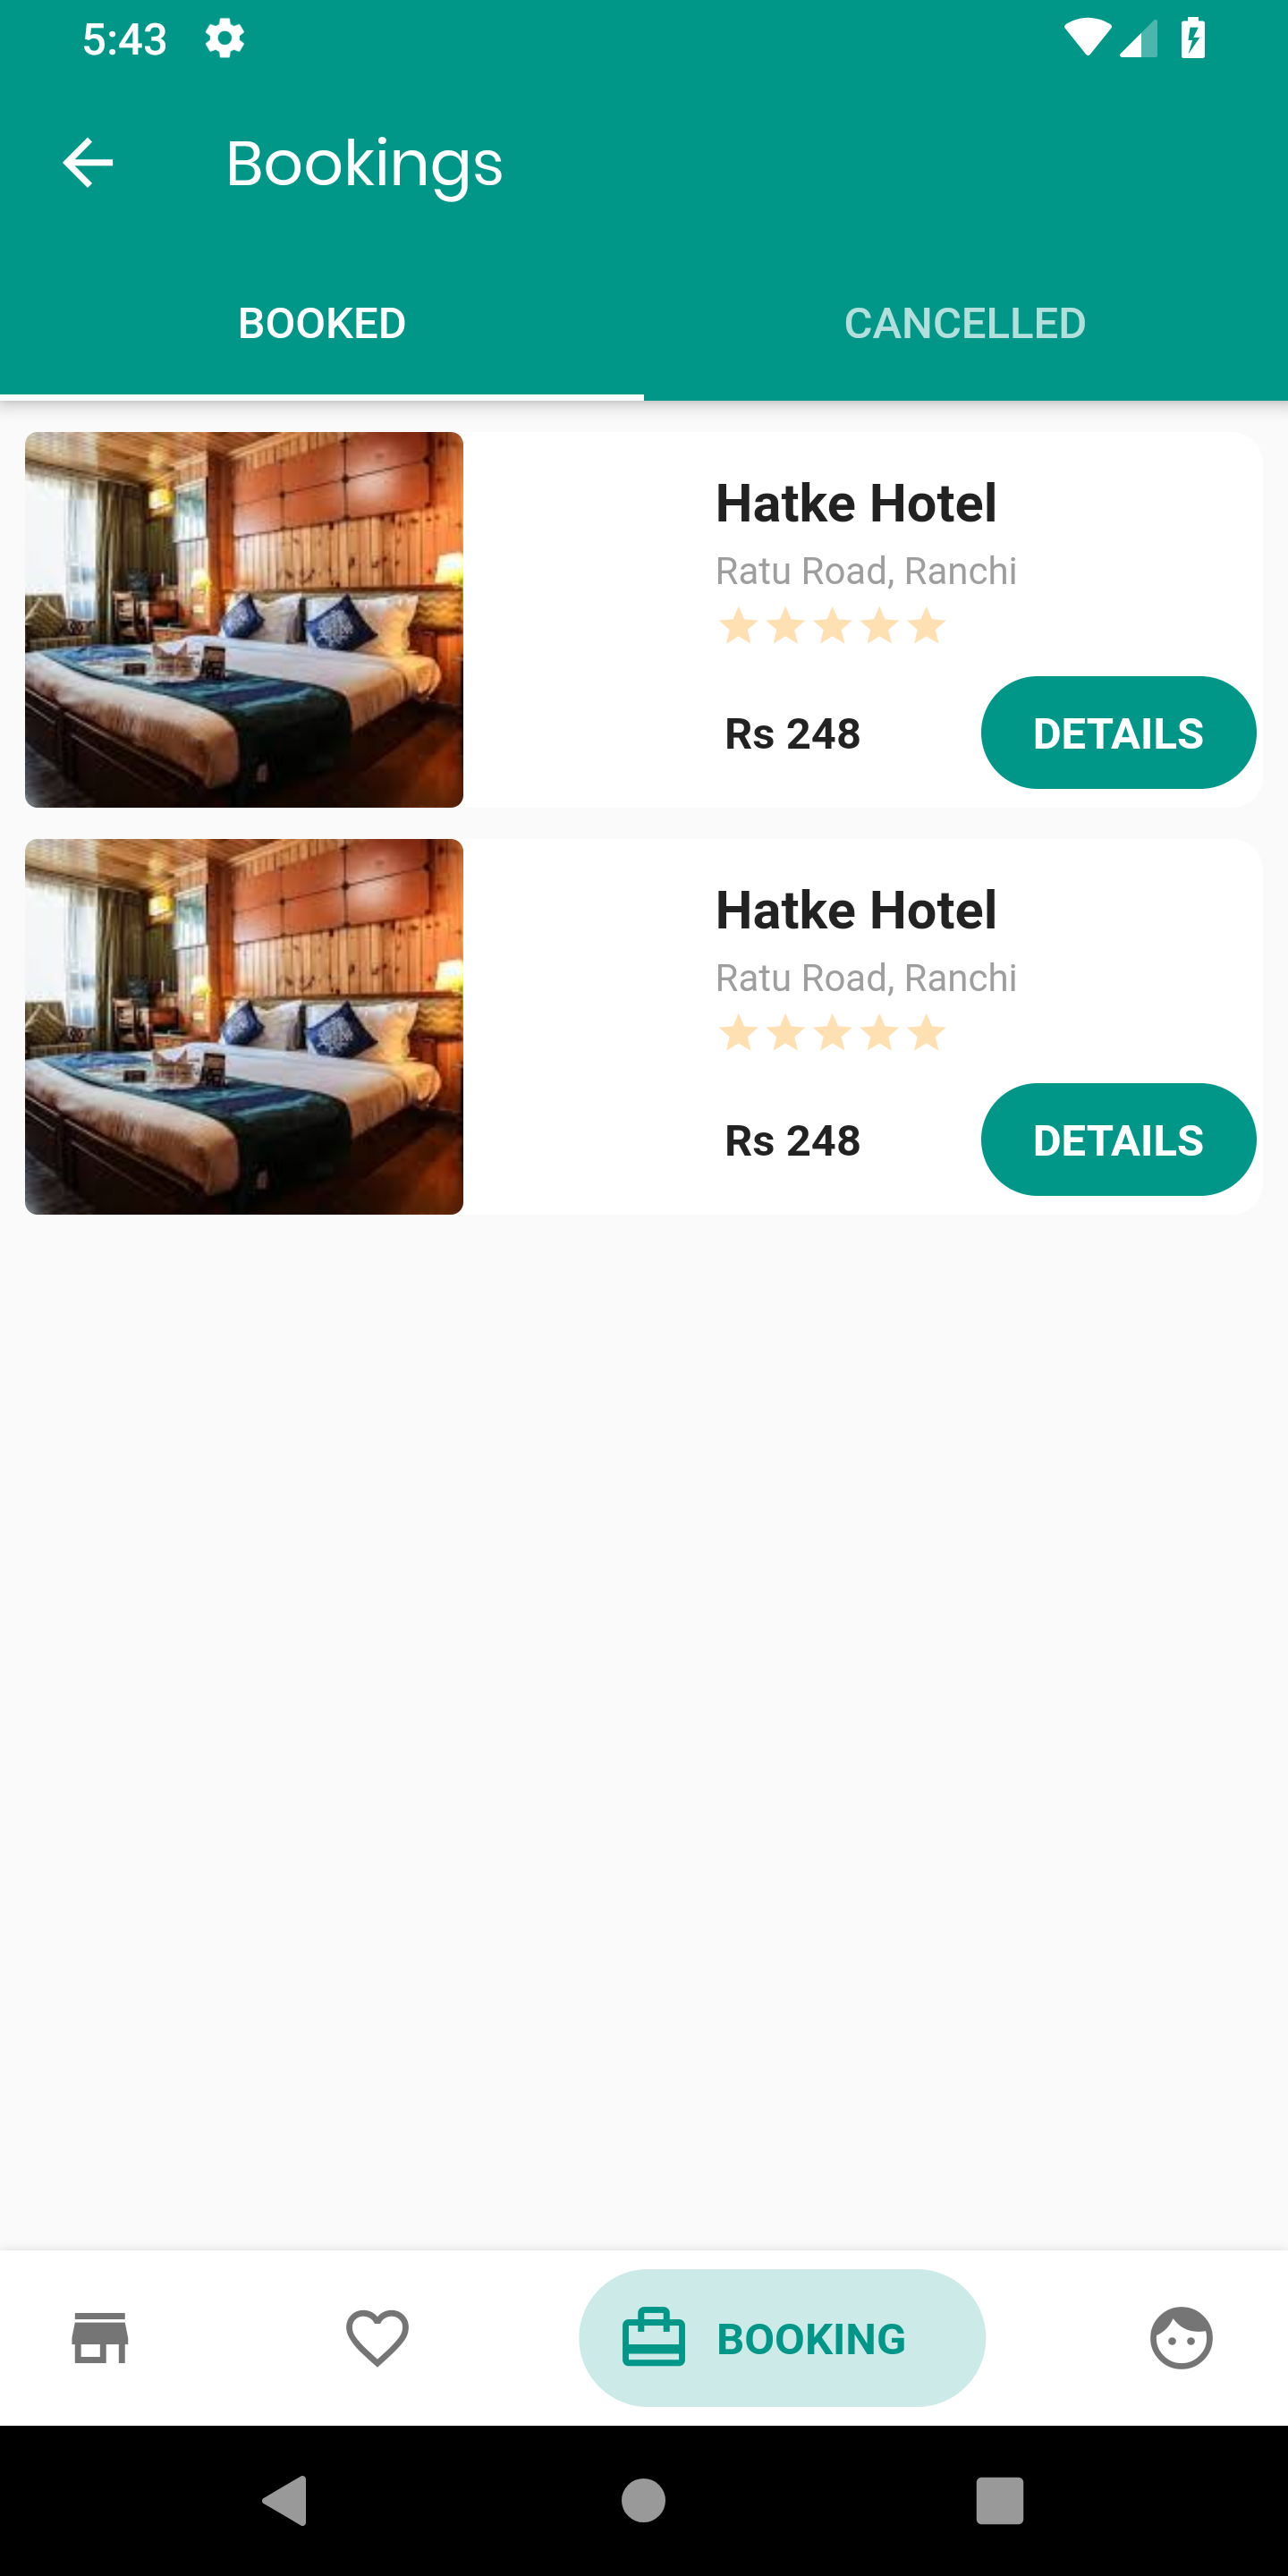 5:43
Bookings
BOOKED
CANCELLED
Hatke Hotel
Ratu Road, Ranchi
Rs 248
DETAILS
Hatke Hotel
Ratu Road, Ranchi
Rs 248
DETAILS
BOOKING